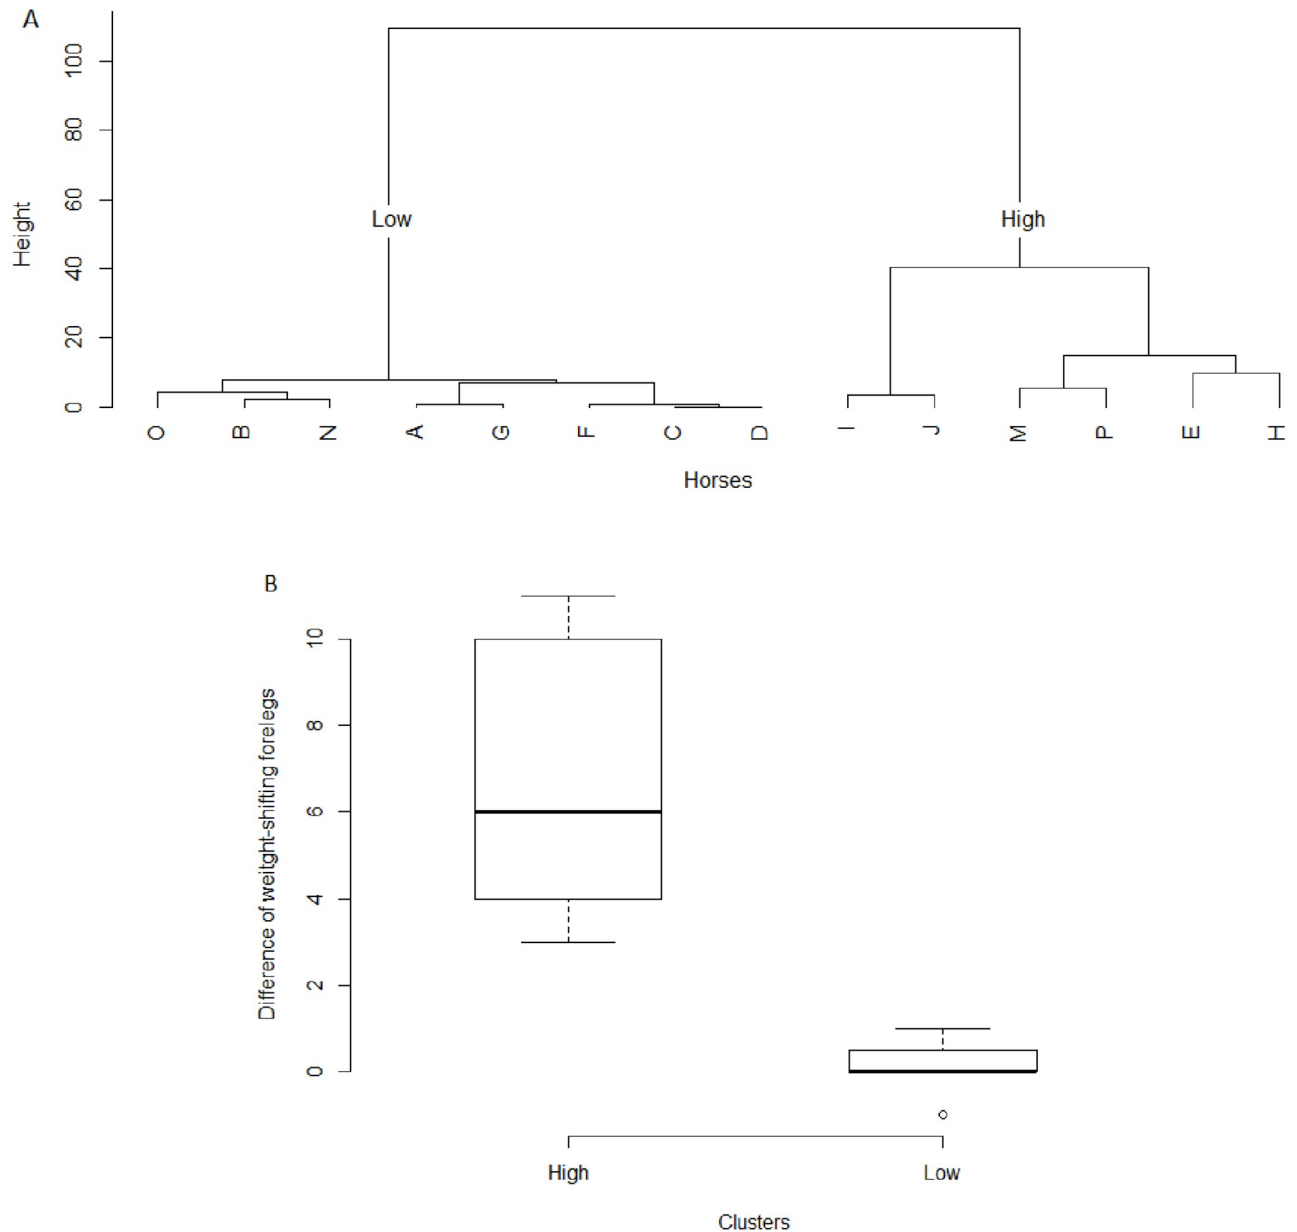 A
Height
100
80
60
40
20
0
Low
High
O B N A G F C D I J M P E H
Horses
B
Difference of weitght-shifting forelegs
10
8
6
4
2
0
High Low
Clusters